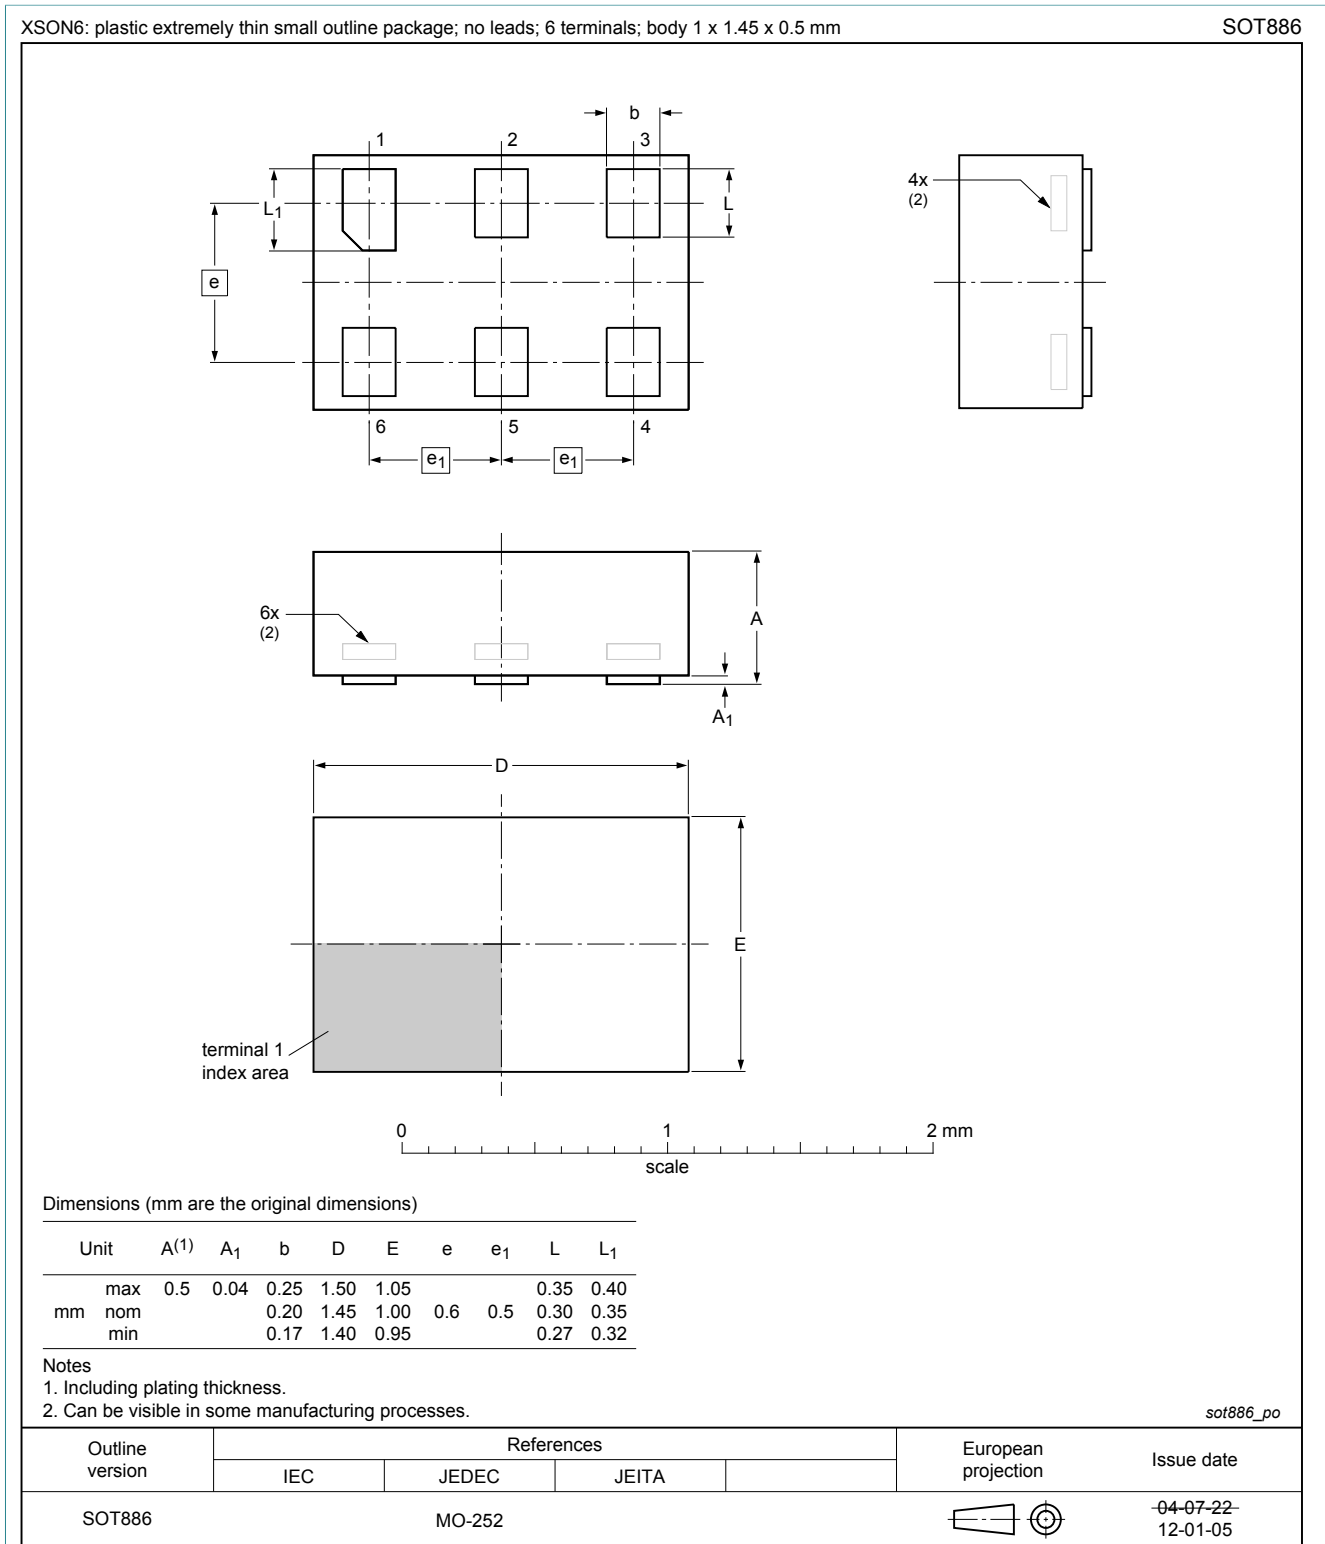 XSON6: plastic extremely thin small outline package; no leads; 6 terminals; body 1 x 1.45 x 0.5 mm SOT886
b
1 2 3
4x
(2)
L1
L
e
6 5 4
e1 e1
6x
(2)
A
A1
D
E
terminal 1
index area
0 1 2 mm
scale
Dimensions (mm are the original dimensions)
Unit A(1) A1 b D E e e1 L L1
max 0.5 0.04 0.25 1.50 1.05 0.35 0.40
mm nom 0.20 1.45 1.00 0.6 0.5 0.30 0.35
min 0.17 1.40 0.95 0.27 0.32
Notes
1. Including plating thickness.
2. Can be visible in some manufacturing processes.
sot886_po
Outline
version
References
IEC JEDEC JEITA
European
projection
Issue date
SOT886 MO-252
04-07-22
12-01-05